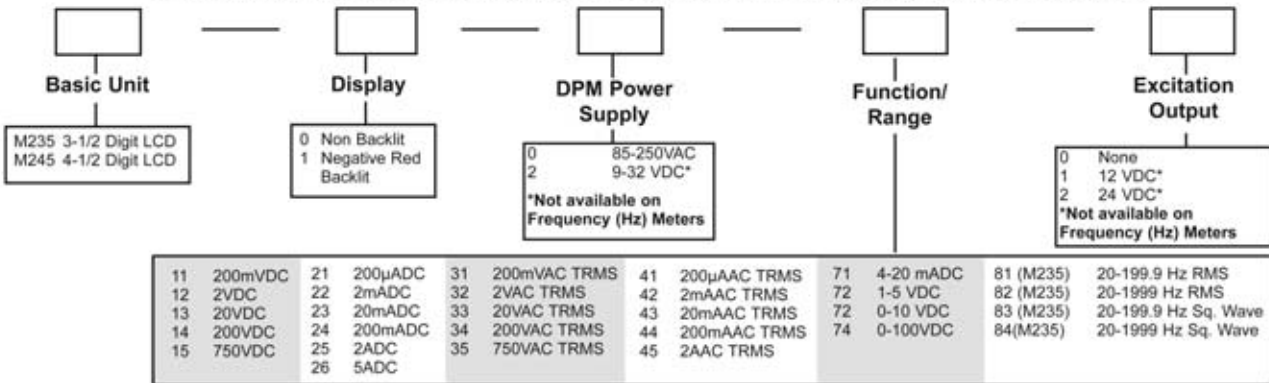 Basic Unit
M235 3-1/2 Digit LCD
M245 4-1/2 Digit LCD
Display
0 Non Backlit
1 Negative Red
Backlit
DPM Power
Supply
0 85-250VAC
2 9-32 VDC*
*Not available on
Frequency (Hz) Meters
Function/
Range
Excitation
Output
0 None
1 12 VDC*
2 24 VDC*
*Not available on
Frequency (Hz) Meters
11 200mVDC
12 2VDC
13 20VDC
14 200VDC
15 750VDC
21 200µADC
22 2mADC
23 20mADC
24 200mADC
25 2ADC
26 5ADC
31 200mVAC TRMS
32 2VAC TRMS
33 20VAC TRMS
34 200VAC TRMS
35 750VAC TRMS
41 200µAAC TRMS
42 2mAAC TRMS
43 20mAAC TRMS
44 200mAAC TRMS
45 2AAC TRMS
71 4-20 mADC
72 1-5 VDC
72 0-10 VDC
74 0-100VDC
81 (M235) 20-199.9 Hz RMS
82 (M235) 20-1999 Hz RMS
83 (M235) 20-199.9 Hz Sq. Wave
84(M235) 20-1999 Hz Sq. Wave